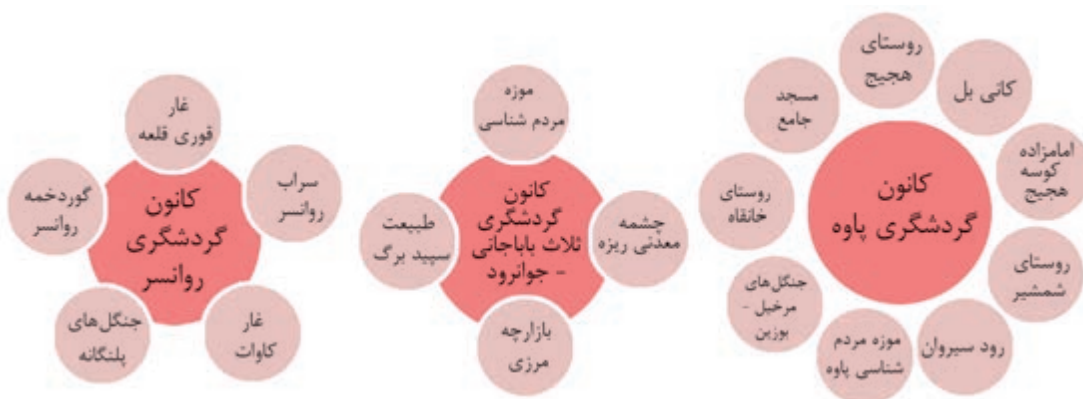 روستای
هجیج
کانی بل
امامزاده
کوسه
هجیج
روستای
شمشیر
رود سیروان
موزه مردم
شناسی پاوه
جنگل‌های
مرخیل -
بوزین
روستای
خانقاه
مسجد
جامع
کانون
گردشگری پاوه
موزه
مردم شناسی
چشمه
معدنی ریزه
بازارچه
مرزی
طبیعت
سپید برگ
کانون
گردشگری
ثلاث باباجانی
- جوانرود
غار
قوری قلعه
سراب
روانسر
غار
کاوات
جنگل‌های
پلنگانه
گوردخمه
روانسر
کانون
گردشگری
روانسر